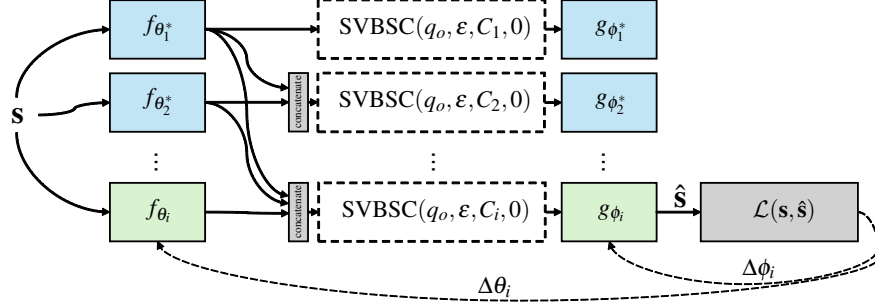 f_{θ_1^*} SVBSC(q_o, ε, C_1, 0) g_{ϕ_1^*}
f_{θ_2^*} concatenate SVBSC(q_o, ε, C_2, 0) g_{ϕ_2^*}
s
⋮ ⋮ ⋮
f_{θ_i} concatenate SVBSC(q_o, ε, C_i, 0) g_{ϕ_i} ŝ ℒ(s, ŝ)
Δϕ_i
Δθ_i